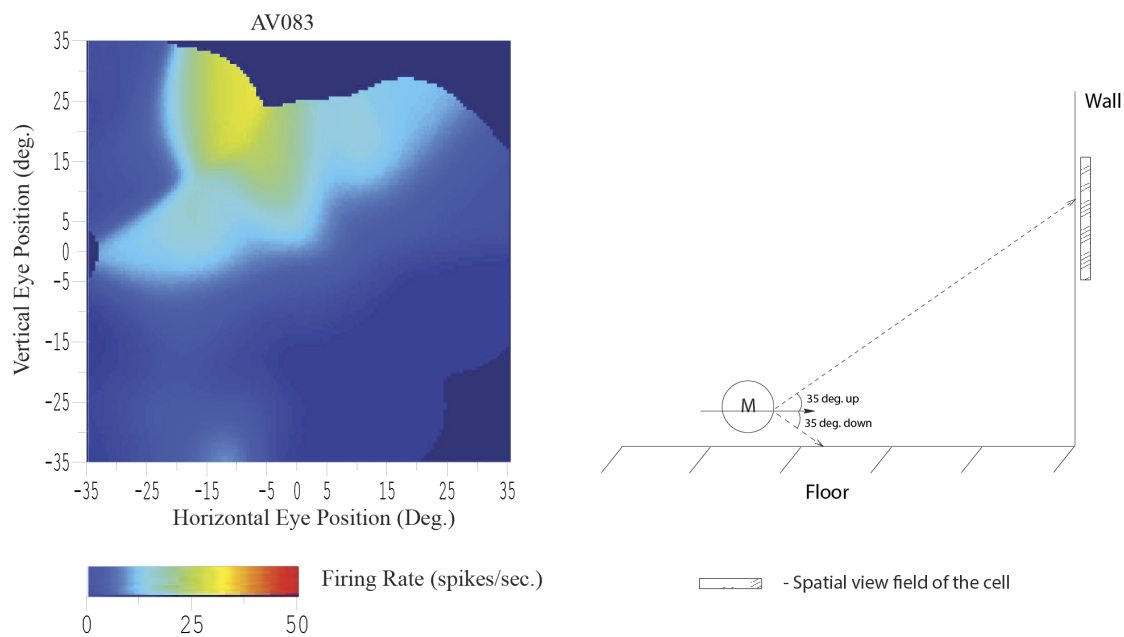 AV083
35
25
15
5
0
-5
-15
-25
-35
Vertical Eye Position (deg.)
-35
-25
-15
-5
0
5
15
25
35
Horizontal Eye Position (Deg.)
0
25
50
Firing Rate (spikes/sec.)
Wall
M
35 deg. up
35 deg. down
Floor
- Spatial view field of the cell